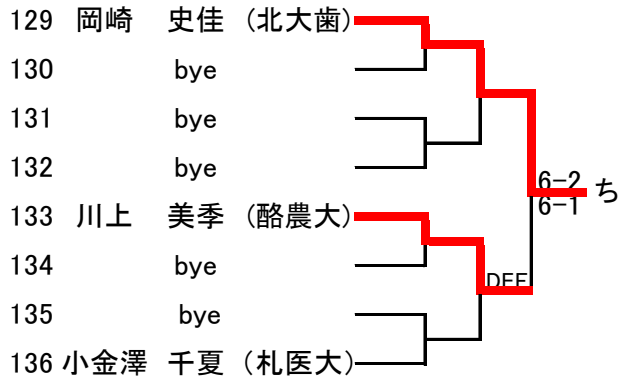 129 岡崎 史佳 (北大歯)
130 bye
131 bye
132 bye
6-2 ち
6-1
133 川上 美季 (酪農大)
134 bye
DEF
135 bye
136 小金澤 千夏 (札医大)